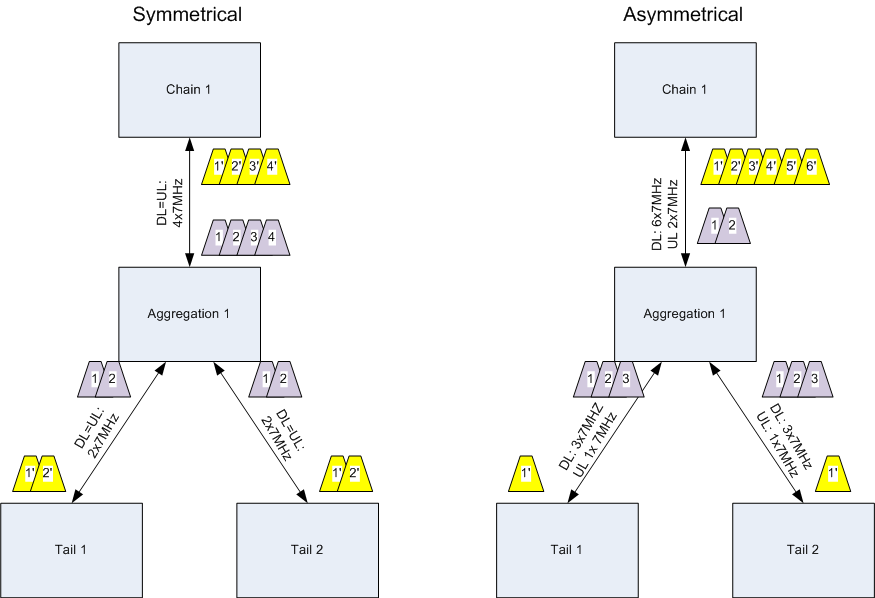 Symmetrical
Chain 1
DL=UL:
4x7MHz
1' 2' 3' 4'
1 2 3 4
Aggregation 1
1 2
1 2
DL=UL:
2x7MHz
DL=UL:
2x7MHz
1' 2'
1' 2'
Tail 1
Tail 2
Asymmetrical
Chain 1
DL: 6x7MHz
UL 2x7MHz
1' 2' 3' 4' 5' 6'
1 2
Aggregation 1
1 2 3
1 2 3
DL: 3x7MHZ
UL 1x 7MHz
DL: 3x7MHz
UL: 1x7MHz
1'
1'
Tail 1
Tail 2